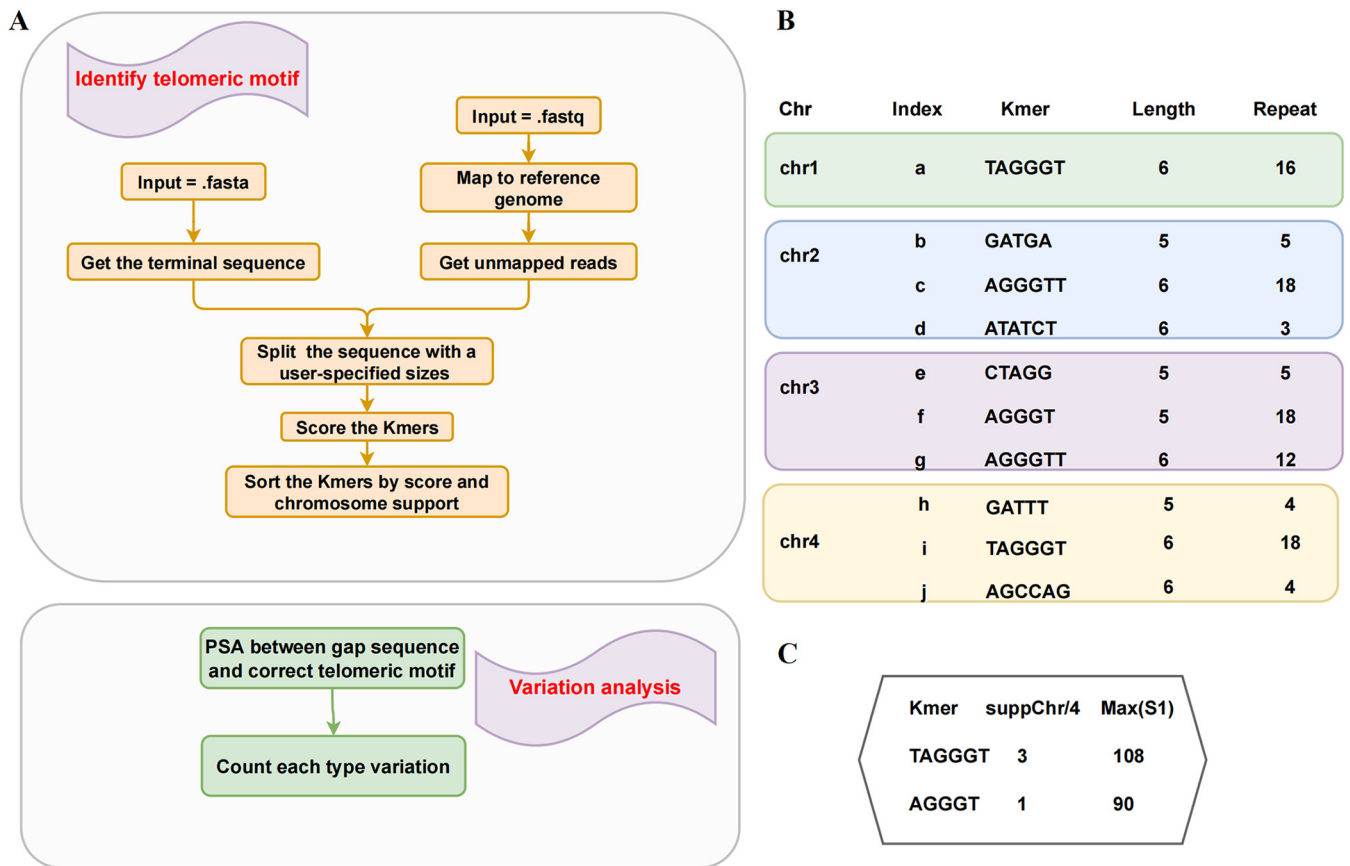 A
Identify telomeric motif
Input = .fastq
Input = .fasta
Map to reference
genome
Get the terminal sequence
Get unmapped reads
Split the sequence with a
user-specified sizes
Score the Kmers
Sort the Kmers by score and
chromosome support
PSA between gap sequence
and correct telomeric motif
Variation analysis
Count each type variation
B
Chr Index Kmer Length Repeat
chr1 a TAGGGT 6 16
chr2 b GATGA 5 5
c AGGGTT 6 18
d ATATCT 6 3
chr3 e CTAGG 5 5
f AGGGT 5 18
g AGGGTT 6 12
h GATTT 5 4
chr4 i TAGGGT 6 18
j AGCCAG 6 4
C
Kmer suppChr/4 Max(S1)
TAGGGT 3 108
AGGGT 1 90